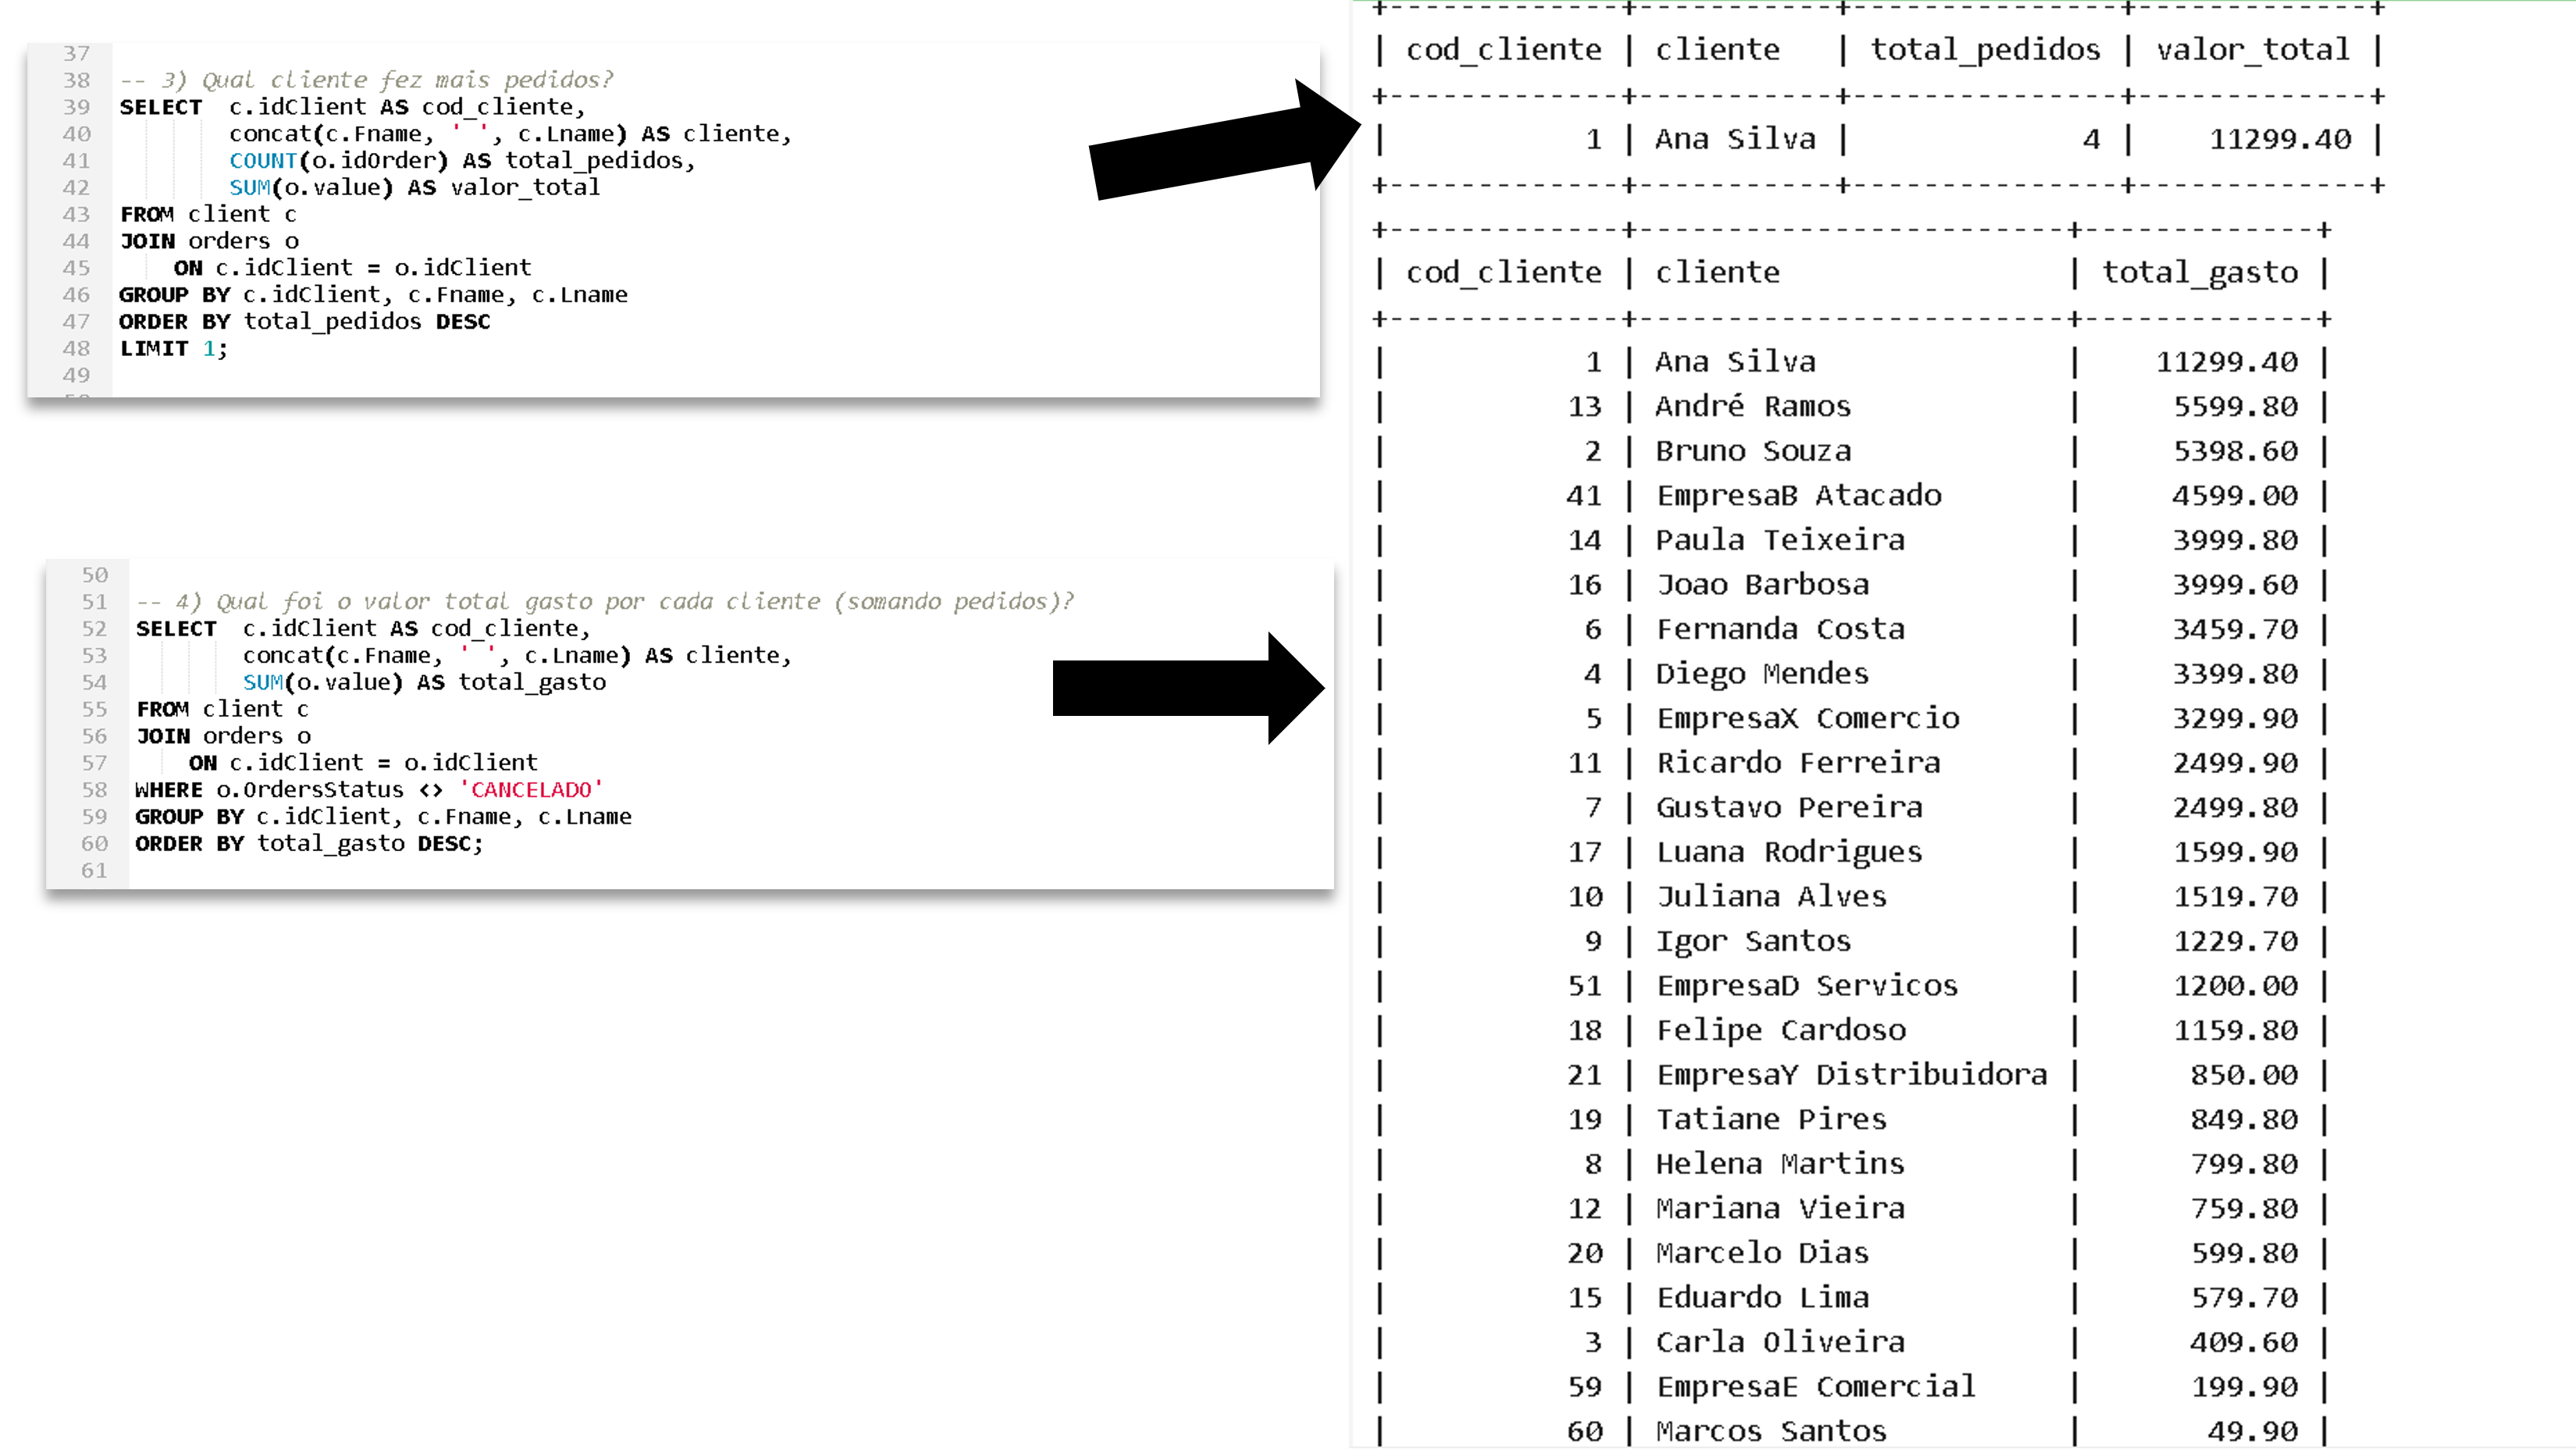 37
38 -- 3) Qual cliente fez mais pedidos?
39 SELECT c.idClient AS cod_cliente,
40 concat(c.Fname, ' ', c.Lname) AS cliente,
41 COUNT(o.idOrder) AS total_pedidos,
42 SUM(o.value) AS valor_total
43 FROM client c
44 JOIN orders o
45 ON c.idClient = o.idClient
46 GROUP BY c.idClient, c.Fname, c.Lname
47 ORDER BY total_pedidos DESC
48 LIMIT 1;
49
50
51 -- 4) Qual foi o valor total gasto por cada cliente (somando pedidos)?
52 SELECT c.idClient AS cod_cliente,
53 concat(c.Fname, ' ', c.Lname) AS cliente,
54 SUM(o.value) AS total_gasto
55 FROM client c
56 JOIN orders o
57 ON c.idClient = o.idClient
58 WHERE o.OrdersStatus <> 'CANCELADO'
59 GROUP BY c.idClient, c.Fname, c.Lname
60 ORDER BY total_gasto DESC;
61
| cod_cliente | cliente | total_pedidos | valor_total |
| 1 | Ana Silva | 4 | 11299.40 |
| cod_cliente | cliente | total_gasto |
| 1 | Ana Silva | 11299.40 |
| 13 | André Ramos | 5599.80 |
| 2 | Bruno Souza | 5398.60 |
| 41 | EmpresaB Atacado | 4599.00 |
| 14 | Paula Teixeira | 3999.80 |
| 16 | Joao Barbosa | 3999.60 |
| 6 | Fernanda Costa | 3459.70 |
| 4 | Diego Mendes | 3399.80 |
| 5 | EmpresaX Comercio | 3299.90 |
| 11 | Ricardo Ferreira | 2499.90 |
| 7 | Gustavo Pereira | 2499.80 |
| 17 | Luana Rodrigues | 1599.90 |
| 10 | Juliana Alves | 1519.70 |
| 9 | Igor Santos | 1229.70 |
| 51 | EmpresaD Servicos | 1200.00 |
| 18 | Felipe Cardoso | 1159.80 |
| 21 | EmpresaY Distribuidora | 850.00 |
| 19 | Tatiane Pires | 849.80 |
| 8 | Helena Martins | 799.80 |
| 12 | Mariana Vieira | 759.80 |
| 20 | Marcelo Dias | 599.80 |
| 15 | Eduardo Lima | 579.70 |
| 3 | Carla Oliveira | 409.60 |
| 59 | EmpresaE Comercial | 199.90 |
| 60 | Marcos Santos | 49.90 |